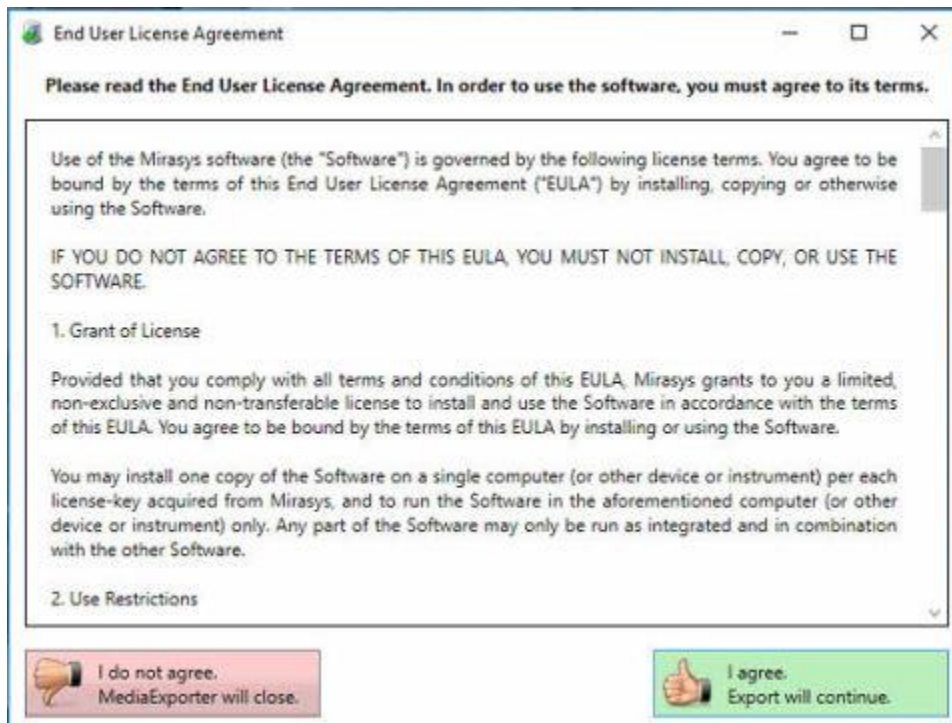 End User License Agreement
Please read the End User License Agreement. In order to use the software, you must agree to its terms.
Use of the Mirasys software (the "Software") is governed by the following license terms. You agree to be
bound by the terms of this End User License Agreement ("EULA") by installing, copying or otherwise
using the Software.
IF YOU DO NOT AGREE TO THE TERMS OF THIS EULA, YOU MUST NOT INSTALL, COPY, OR USE THE
SOFTWARE.
1. Grant of License
Provided that you comply with all terms and conditions of this EULA, Mirasys grants to you a limited,
non-exclusive and non-transferable license to install and use the Software in accordance with the terms
of this EULA. You agree to be bound by the terms of this EULA by installing or using the Software.
You may install one copy of the Software on a single computer (or other device or instrument) per each
license-key acquired from Mirasys, and to run the Software in the aforementioned computer (or other
device or instrument) only. Any part of the Software may only be run as integrated and in combination
with the other Software.
2. Use Restrictions
I do not agree.
MediaExporter will close.
I agree.
Export will continue.